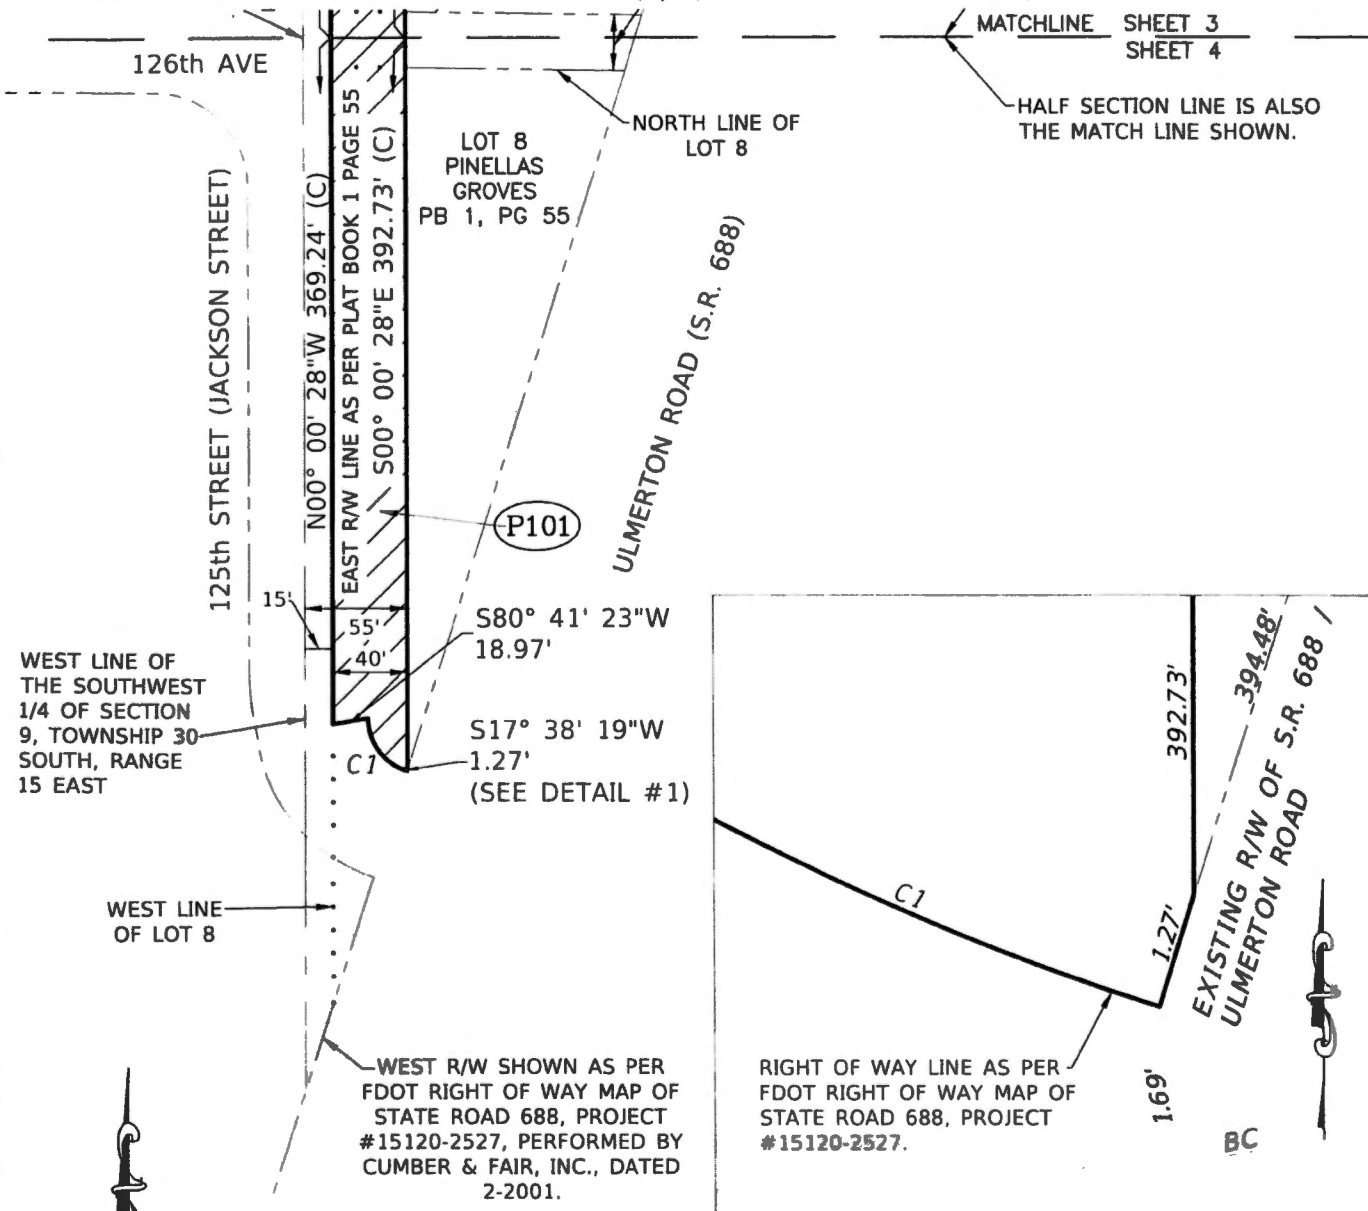 MATCHLINE SHEET 3
SHEET 4
126th AVE
HALF SECTION LINE IS ALSO
THE MATCH LINE SHOWN.
NORTH LINE OF
LOT 8
LOT 8
PINELLAS
GROVES
PB 1, PG 55
125th STREET (JACKSON STREET)
N00° 00' 28"W 369.24' (C)
EAST R/W LINE AS PER PLAT BOOK 1 PAGE 55
S00° 00' 28"E 392.73' (C)
ULMERTON ROAD (S.R. 688)
P101
15'
55'
40'
S80° 41' 23"W
18.97'
WEST LINE OF
THE SOUTHWEST
1/4 OF SECTION
9, TOWNSHIP 30
SOUTH, RANGE
15 EAST
C1
S17° 38' 19"W
1.27'
(SEE DETAIL #1)
WEST LINE
OF LOT 8
WEST R/W SHOWN AS PER
FDOT RIGHT OF WAY MAP OF
STATE ROAD 688, PROJECT
#15120-2527, PERFORMED BY
CUMBER & FAIR, INC., DATED
2-2001.
392.73'
394.48'
EXISTING R/W OF S.R. 688 /
ULMERTON ROAD
C1
1.27'
RIGHT OF WAY LINE AS PER
FDOT RIGHT OF WAY MAP OF
STATE ROAD 688, PROJECT
#15120-2527.
1.69'
BC